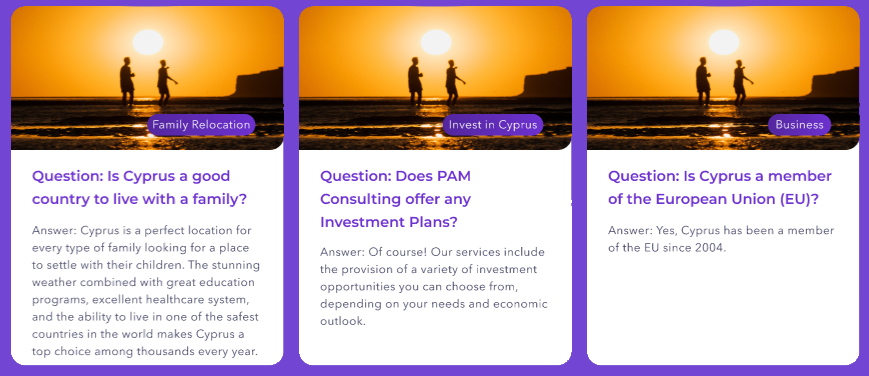 Family Relocation
Question: Is Cyprus a good
country to live with a family?
Answer: Cyprus is a perfect location for
every type of family looking for a place
to settle with their children. The stunning
weather combined with great education
programs, excellent healthcare system,
and the ability to live in one of the safest
countries in the world makes Cyprus a
top choice among thousands every year.
Invest in Cyprus
Question: Does PAM
Consulting offer any
Investment Plans?
Answer: Of course! Our services include
the provision of a variety of investment
opportunities you can choose from,
depending on your needs and economic
outlook.
Business
Question: Is Cyprus a member
of the European Union (EU)?
Answer: Yes, Cyprus has been a member
of the EU since 2004.